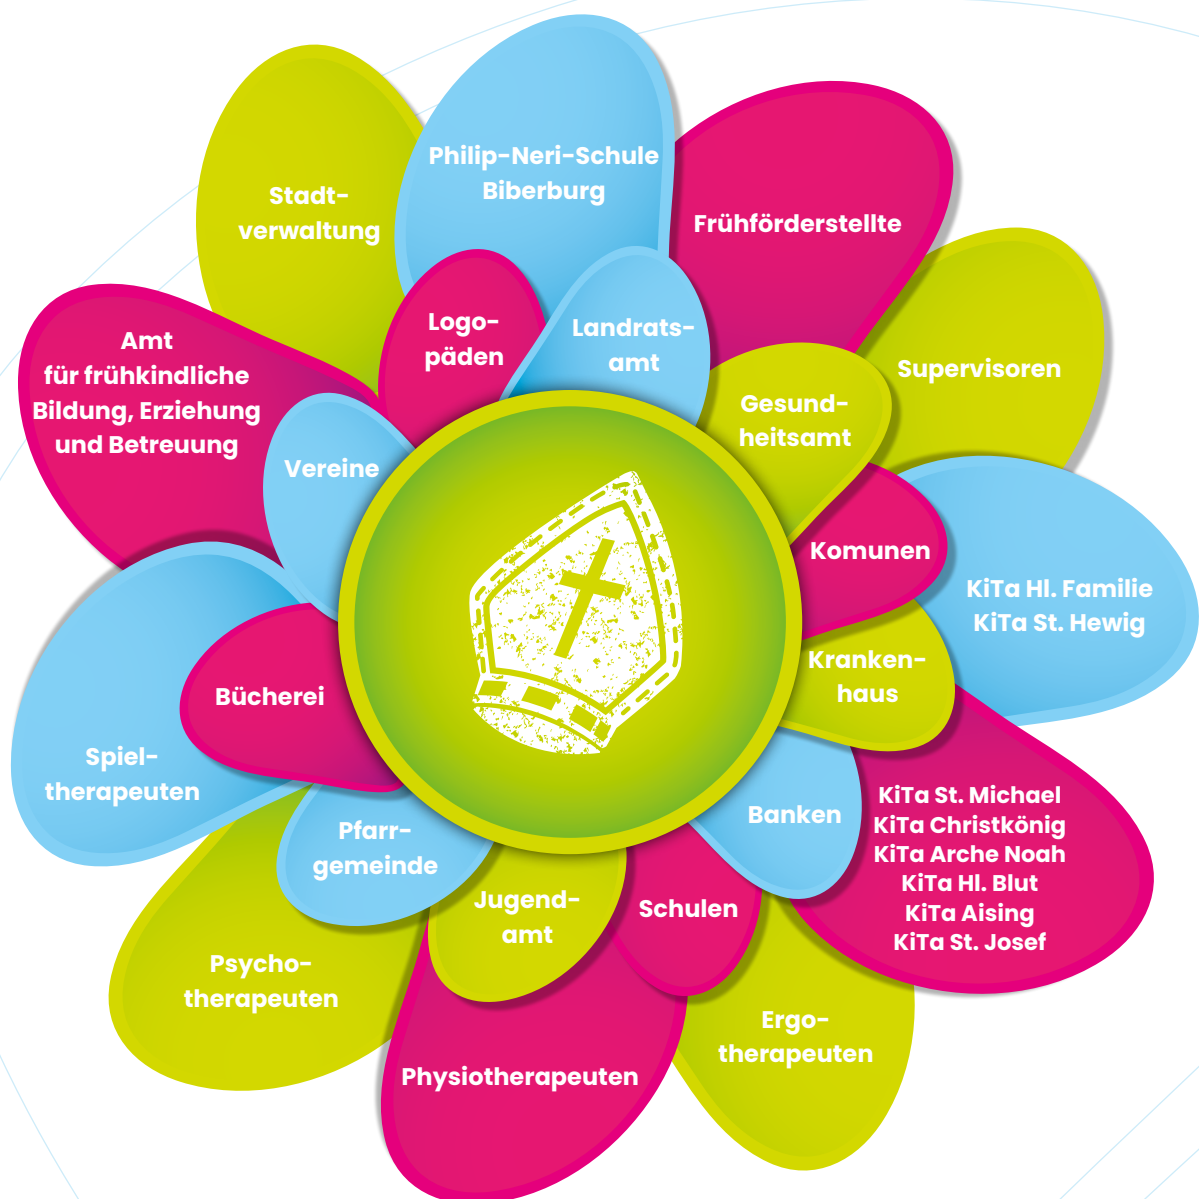 Stadt-
verwaltung
Philip-Neri-Schule
Biberburg
Frühförderstellte
Supervisoren
Amt
für frühkindliche
Bildung, Erziehung
und Betreuung
Logo-
päden
Landrats-
amt
Gesund-
heitsamt
Vereine
Komunen
KiTa Hl. Familie
KiTa St. Hewig
Kranken-
haus
Bücherei
Spiel-
therapeuten
Pfarr-
gemeinde
Banken
KiTa St. Michael
KiTa Christkönig
KiTa Arche Noah
KiTa Hl. Blut
KiTa Aising
KiTa St. Josef
Jugend-
amt
Schulen
Psycho-
therapeuten
Physiotherapeuten
Ergo-
therapeuten